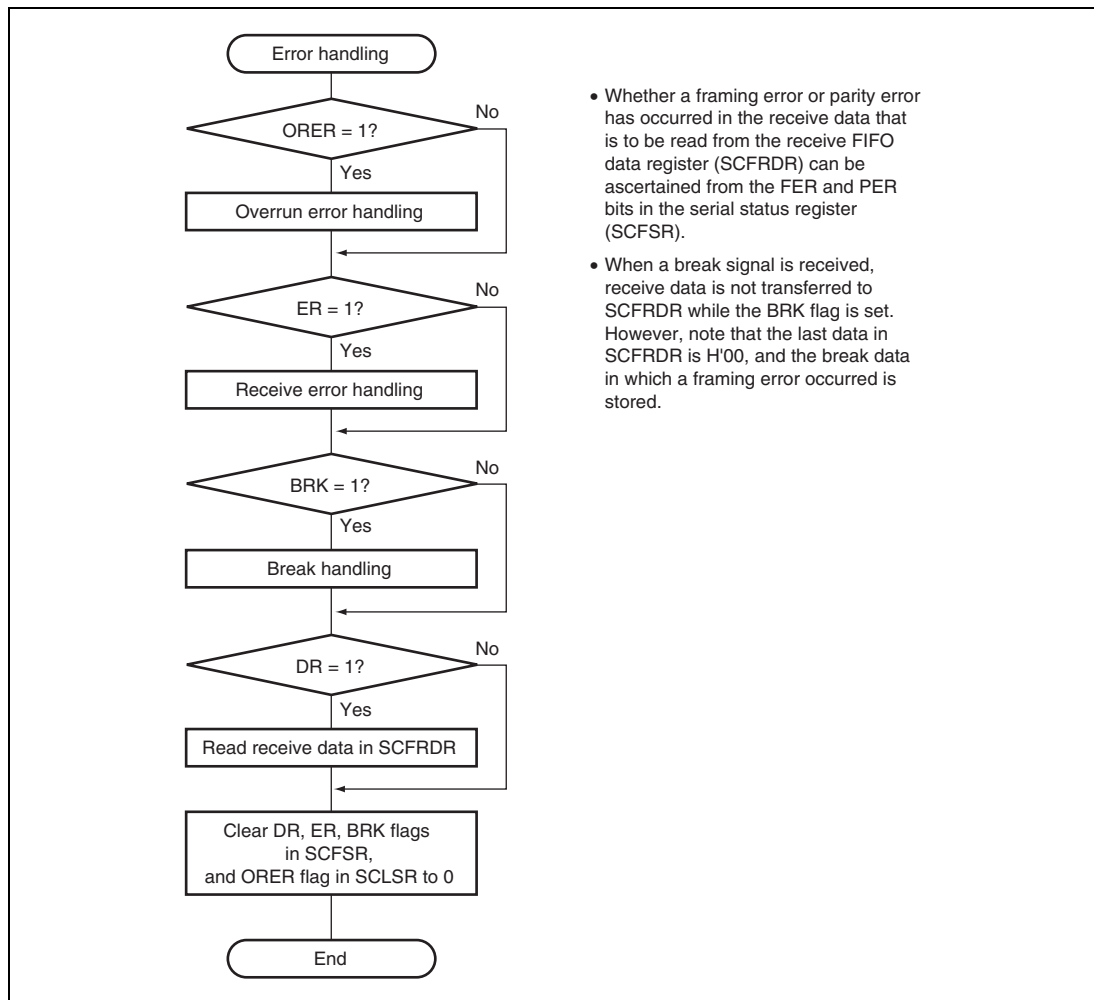 Error handling
ORER = 1?
No
Yes
Overrun error handling
ER = 1?
No
Yes
Receive error handling
BRK = 1?
No
Yes
Break handling
DR = 1?
No
Yes
Read receive data in SCFRDR
Clear DR, ER, BRK flags
in SCFSR,
and ORER flag in SCLSR to 0
End
• Whether a framing error or parity error
has occurred in the receive data that
is to be read from the receive FIFO
data register (SCFRDR) can be
ascertained from the FER and PER
bits in the serial status register
(SCFSR).
• When a break signal is received,
receive data is not transferred to
SCFRDR while the BRK flag is set.
However, note that the last data in
SCFRDR is H'00, and the break data
in which a framing error occurred is
stored.